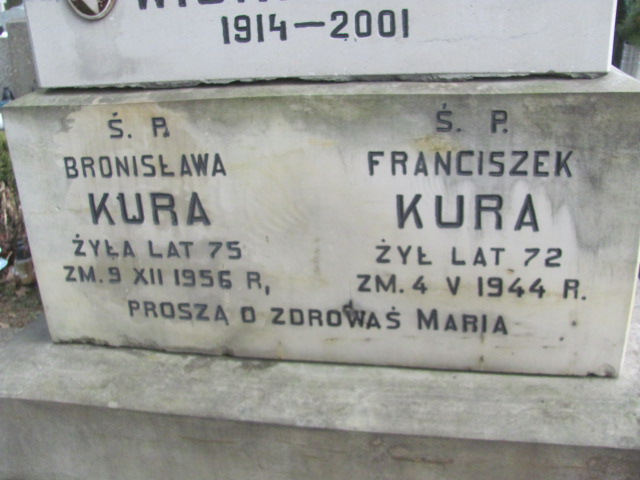 1914–2001
Ś. P.
BRONISŁAWA
KURA
ŻYŁA LAT 75
ZM. 9 XII 1956 R,
Ś. P.
FRANCISZEK
KURA
ŻYŁ LAT 72
ZM. 4 V 1944 R.
PROSZĄ O ZDROWAŚ MARIA